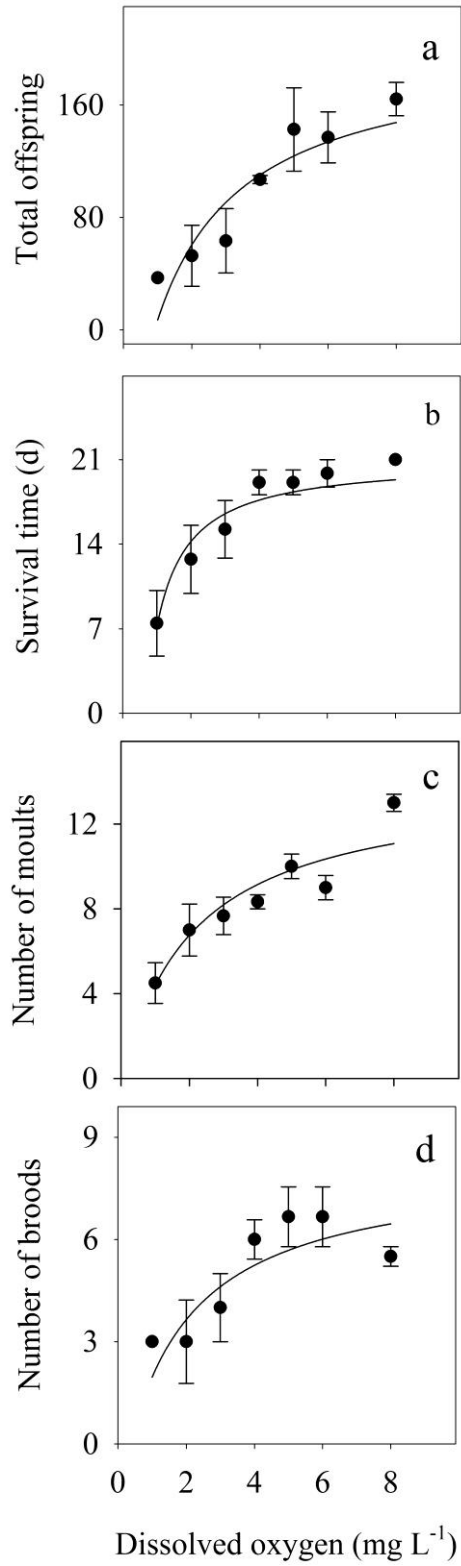 a
Total offspring
160
80
0
b
Survival time (d)
21
14
7
0
c
Number of moults
12
8
4
0
d
Number of broods
9
6
3
0
0 2 4 6 8
Dissolved oxygen (mg L⁻¹)